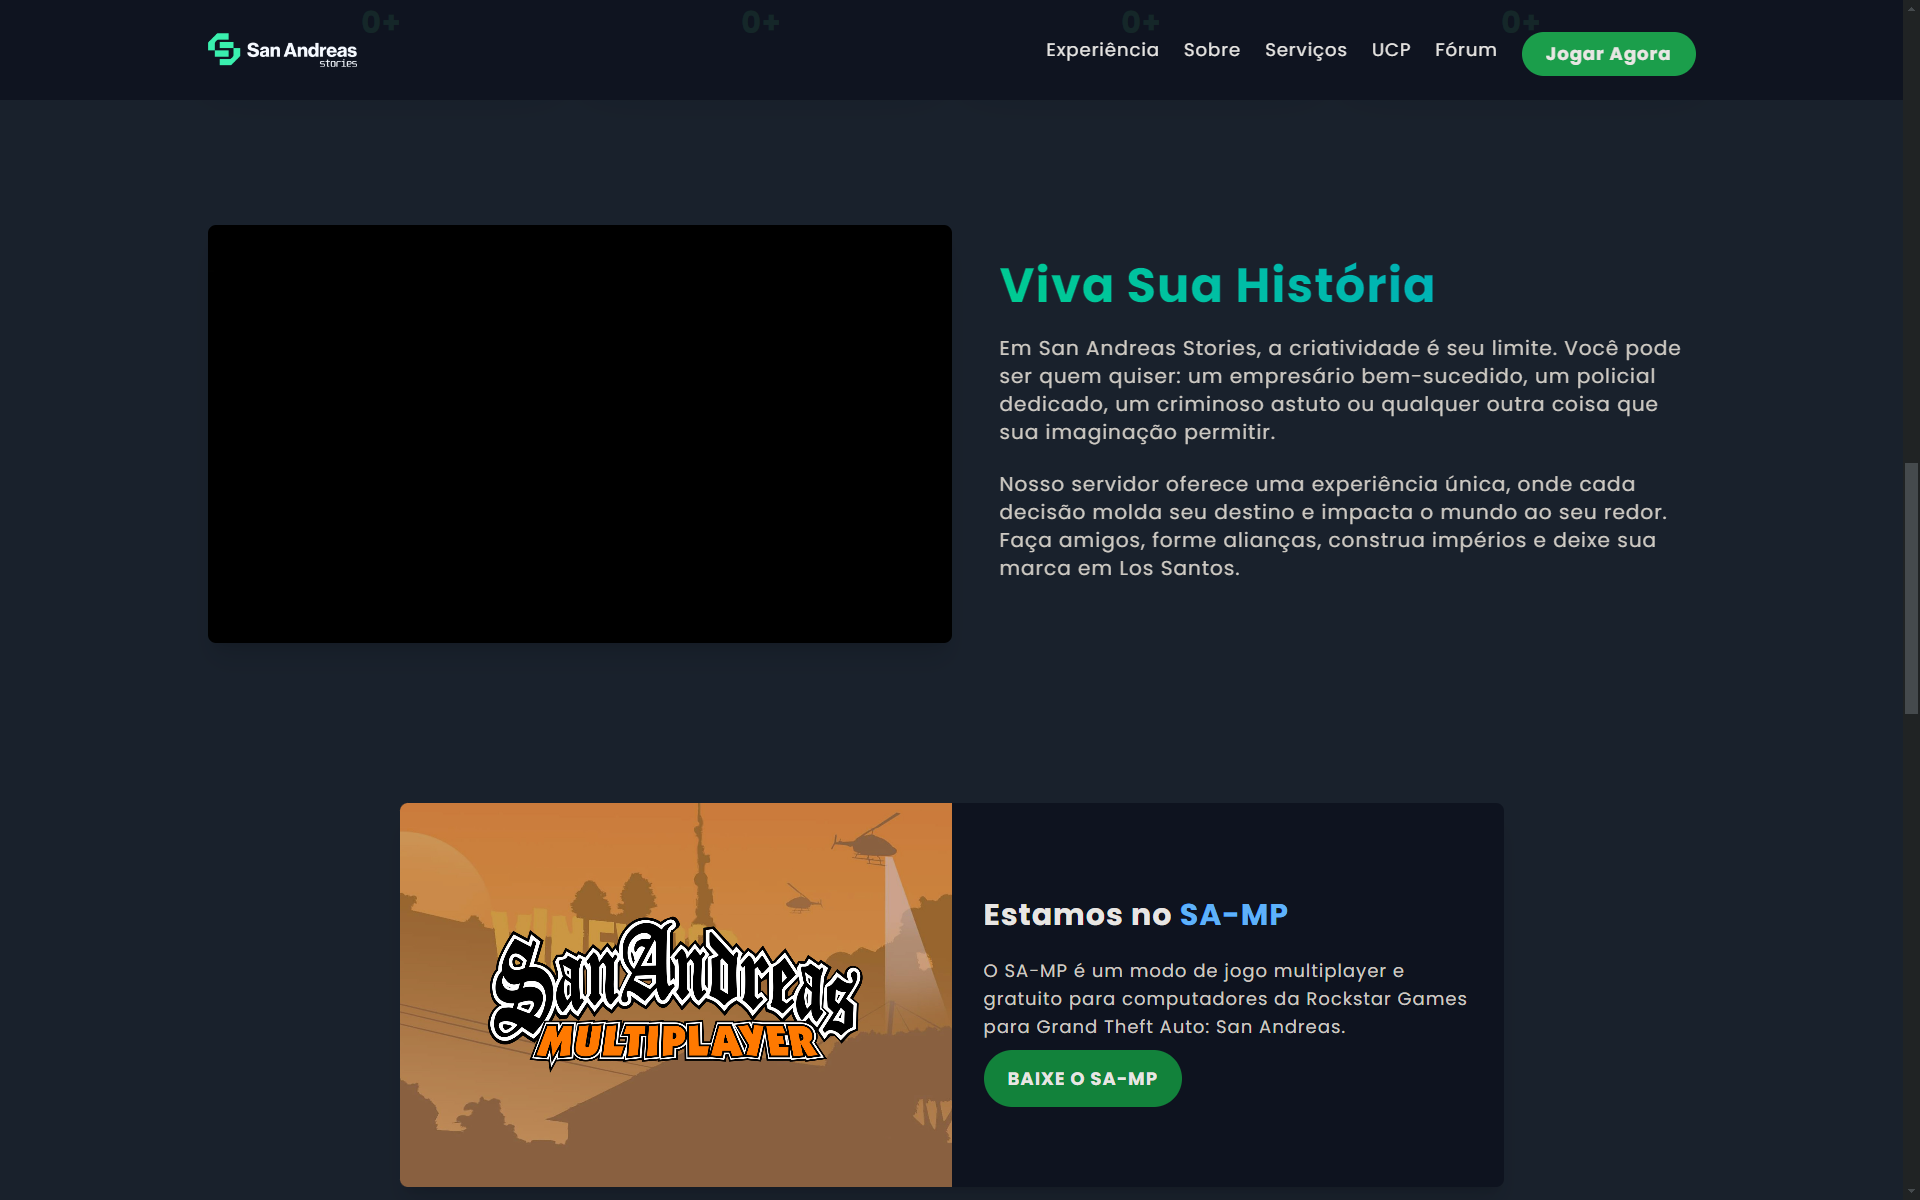 0+ 0+ 0+ 0+
San Andreas
stories
Experiência Sobre Serviços UCP Fórum Jogar Agora
Viva Sua História
Em San Andreas Stories, a criatividade é seu limite. Você pode
ser quem quiser: um empresário bem-sucedido, um policial
dedicado, um criminoso astuto ou qualquer outra coisa que
sua imaginação permitir.
Nosso servidor oferece uma experiência única, onde cada
decisão molda seu destino e impacta o mundo ao seu redor.
Faça amigos, forme alianças, construa impérios e deixe sua
marca em Los Santos.
San Andreas
MULTIPLAYER
Estamos no SA-MP
O SA-MP é um modo de jogo multiplayer e
gratuito para computadores da Rockstar Games
para Grand Theft Auto: San Andreas.
BAIXE O SA-MP